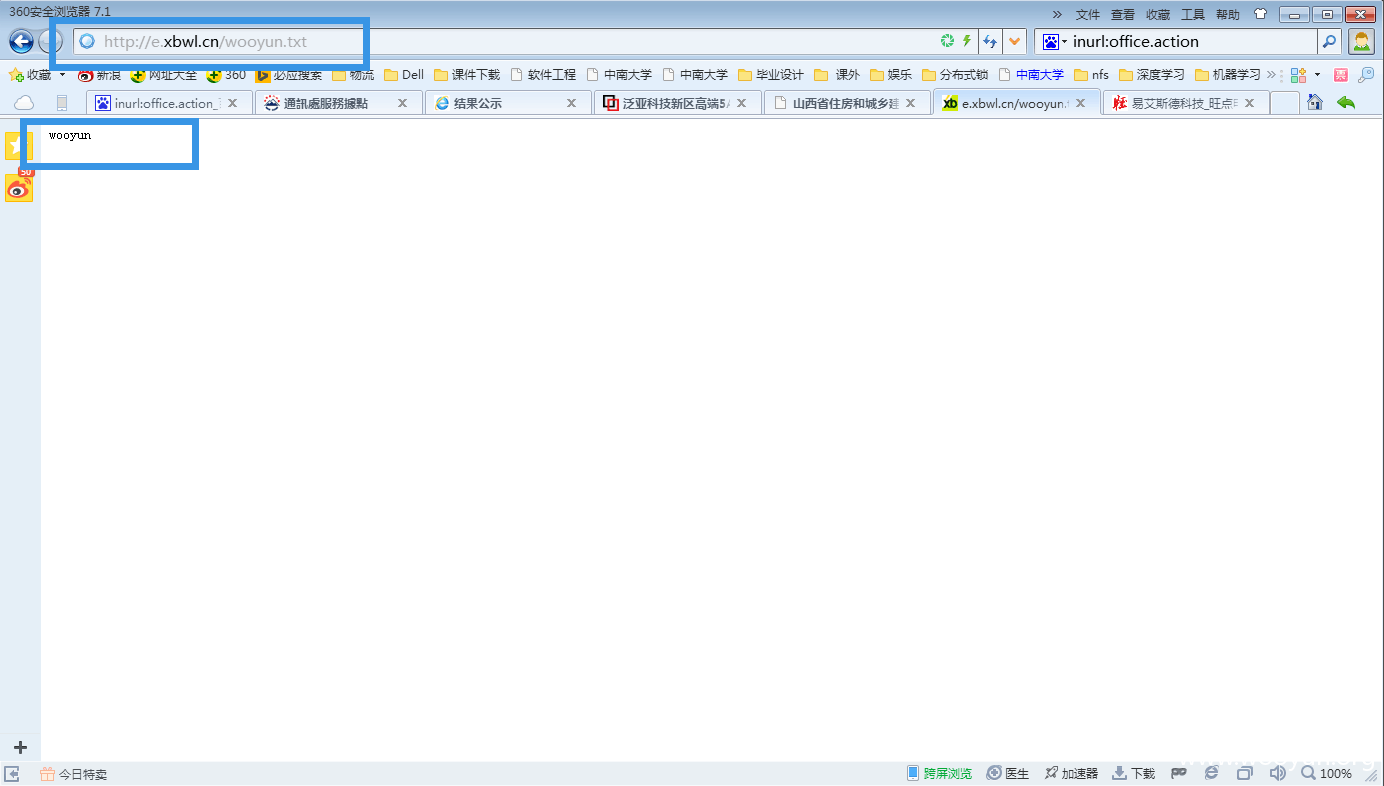 360安全浏览器 7.1
» 文件 查看 收藏 工具 帮助
http://e.xbwl.cn/wooyun.txt inurl:office.action
收藏 新浪 网址大全 360 必应搜索 物流 Dell 课件下载 软件工程 中南大学 中南大学 毕业设计 课外 娱乐 分布式锁 中南大学 nfs 深度学习 机器学习 »
inurl:office.action_ 通訊處服務據點 结果公示 泛亚科技新区高端5 山西省住房和城乡建 xb e.xbwl.cn/wooyun. 旺 易艾斯德科技_旺点
wooyun
50
今日特卖 跨屏浏览 医生 加速器 下载 100%